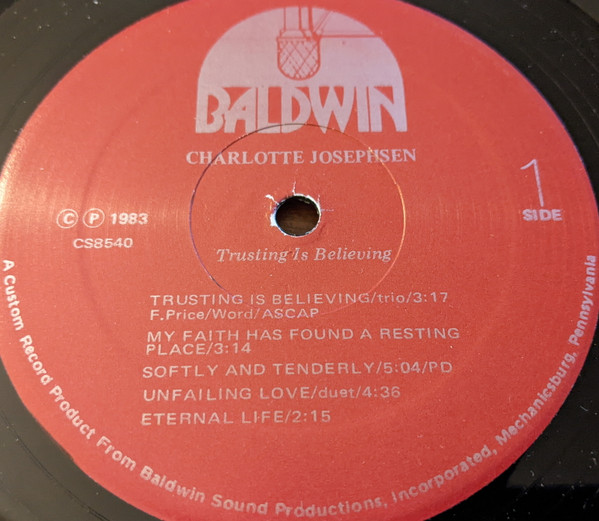 BALDWIN
CHARLOTTE JOSEPHSEN
1
SIDE
© ℗ 1983
CS8540
Trusting Is Believing
TRUSTING IS BELIEVING/trio/3:17
F.Price/Word/ASCAP
MY FAITH HAS FOUND A RESTING
PLACE/3:14
SOFTLY AND TENDERLY/5:04/PD
UNFAILING LOVE/duet/4:36
ETERNAL LIFE/2:15
A Custom Record Product From Baldwin Sound Productions, Incorporated, Mechanicsburg, Pennsylvania